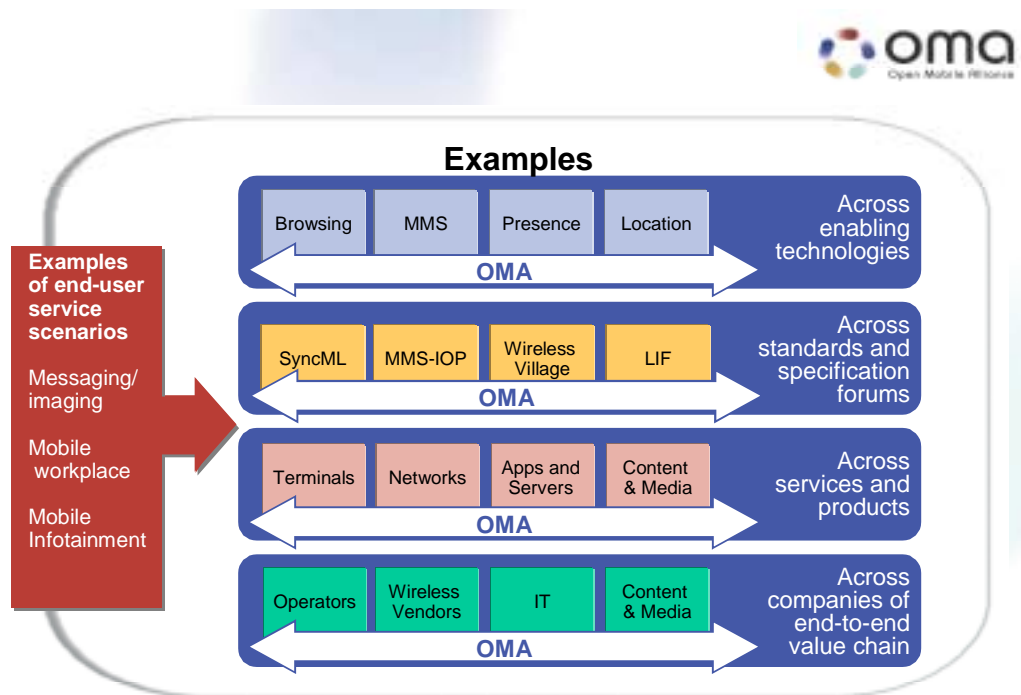 oma
Open Mobile Alliance
Examples
Examples
of end-user
service
scenarios
Messaging/
imaging
Mobile
workplace
Mobile
Infotainment
Browsing
MMS
Presence
Location
OMA
Across
enabling
technologies
SyncML
MMS-IOP
Wireless
Village
LIF
OMA
Across
standards and
specification
forums
Terminals
Networks
Apps and
Servers
Content
& Media
OMA
Across
services and
products
Operators
Wireless
Vendors
IT
Content
& Media
OMA
Across
companies of
end-to-end
value chain